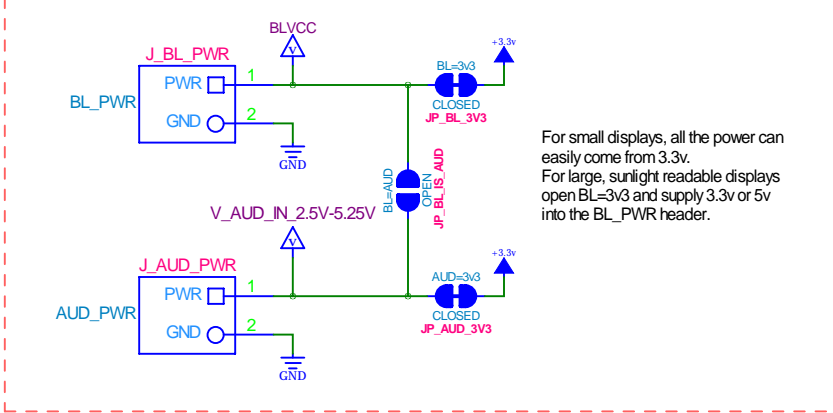 BLVCC
V
+3.3v
J_BL_PWR
BL=3v3
PWR
1
BL_PWR
CLOSED
GND
2
JP_BL_3V3
GND
For small displays, all the power can
easily come from 3.3v.
For large, sunlight readable displays
open BL=3v3 and supply 3.3v or 5v
into the BL_PWR header.
BL=AUD
OPEN
JP_BL_IS_AUD
V_AUD_IN_2.5V-5.25V
V
+3.3v
J_AUD_PWR
AUD=3v3
PWR
1
AUD_PWR
CLOSED
GND
2
JP_AUD_3V3
GND